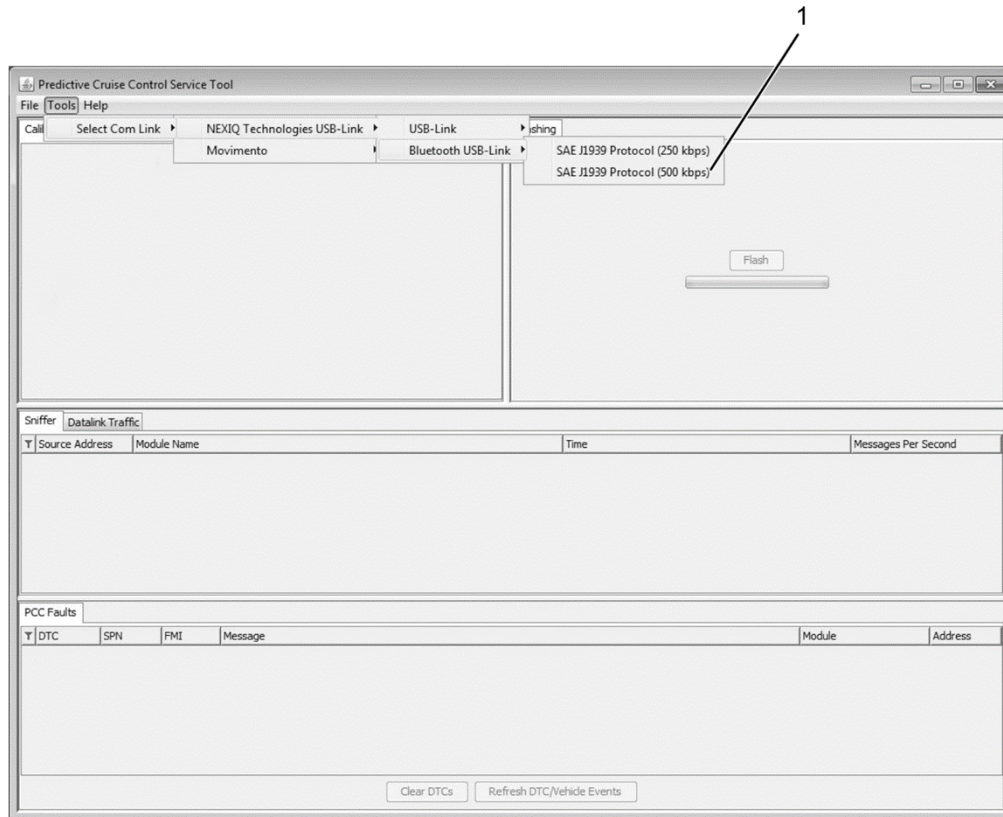 1
Predictive Cruise Control Service Tool
File Tools Help
Select Com Link NEXIQ Technologies USB-Link USB-Link
Movimento Bluetooth USB-Link SAE J1939 Protocol (250 kbps)
SAE J1939 Protocol (500 kbps)
Flash
Sniffer Datalink Traffic
Source Address Module Name Time Messages Per Second
PCC Faults
DTC SPN FMI Message Module Address
Clear DTCs Refresh DTC/Vehicle Events